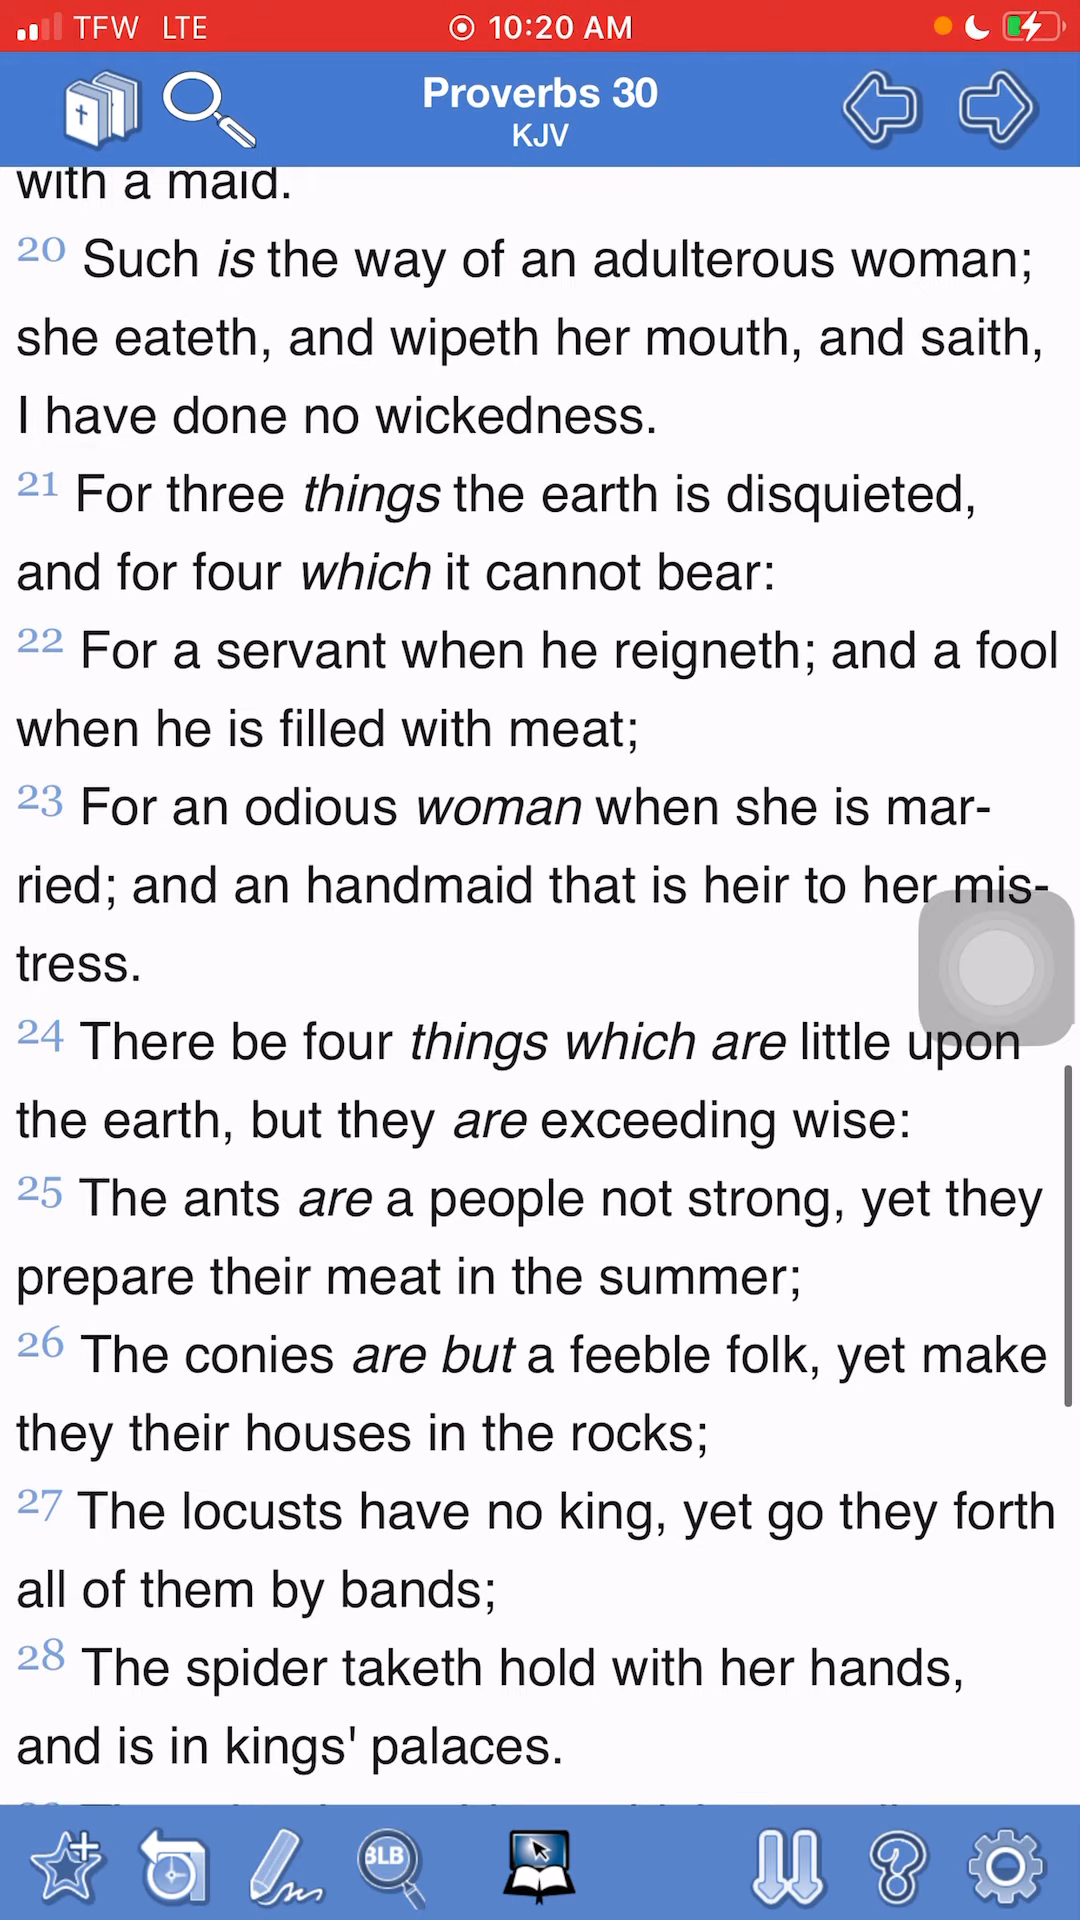 TFW LTE 10:20 AM
Proverbs 30
KJV
with a maid.
20 Such is the way of an adulterous woman;
she eateth, and wipeth her mouth, and saith,
I have done no wickedness.
21 For three things the earth is disquieted,
and for four which it cannot bear:
22 For a servant when he reigneth; and a fool
when he is filled with meat;
23 For an odious woman when she is mar-
ried; and an handmaid that is heir to her mis-
tress.
24 There be four things which are little upon
the earth, but they are exceeding wise:
25 The ants are a people not strong, yet they
prepare their meat in the summer;
26 The conies are but a feeble folk, yet make
they their houses in the rocks;
27 The locusts have no king, yet go they forth
all of them by bands;
28 The spider taketh hold with her hands,
and is in kings' palaces.
BLB